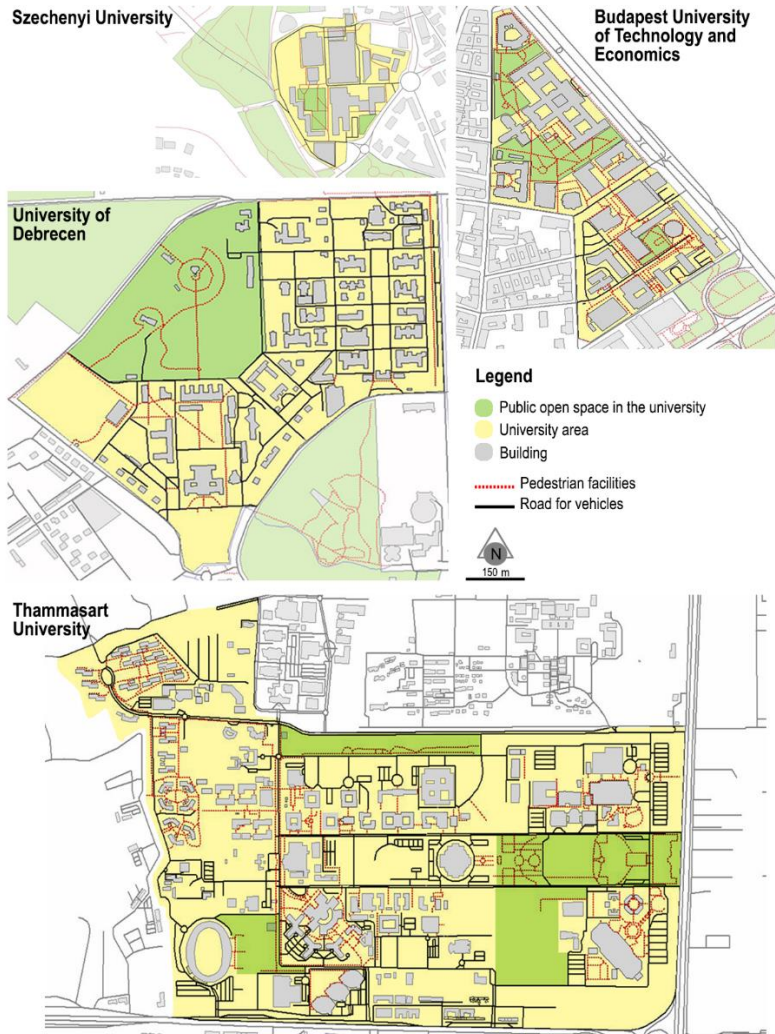 Szechenyi University
Budapest University
of Technology and
Economics
University of
Debrecen
Legend
Public open space in the university
University area
Building
Pedestrian facilities
Road for vehicles
N
150 m
Thammasart
University